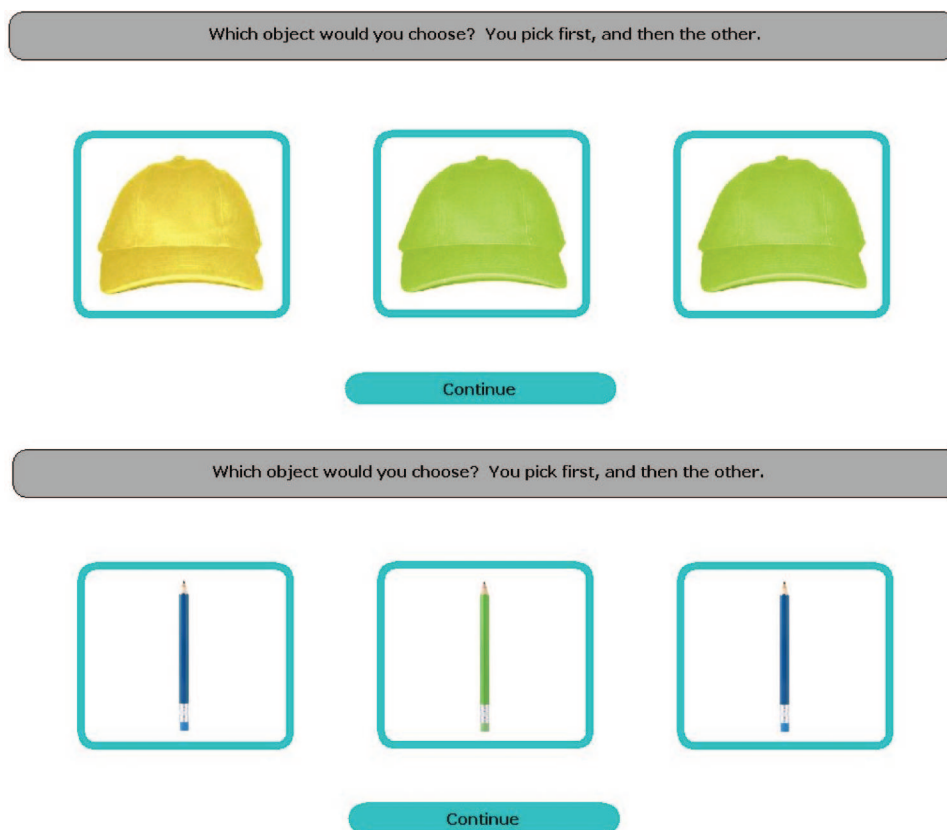 Which object would you choose?  You pick first, and then the other.
Continue
Which object would you choose?  You pick first, and then the other.
Continue